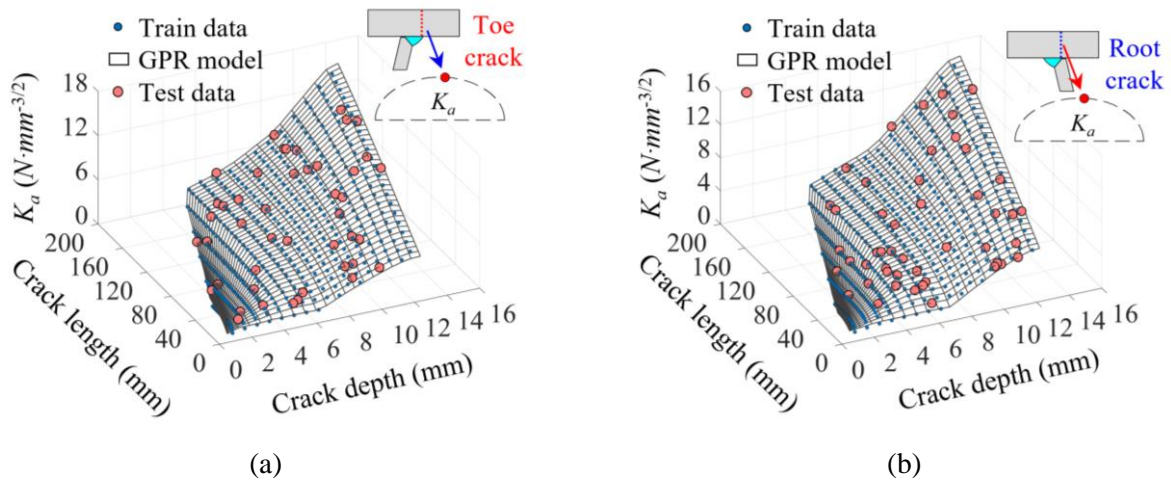 Train data
GPR model
Test data
Toe
crack
K_a
18
12
6
0
K_a (N·mm^-3/2)
200
160
120
80
40
0
Crack length (mm)
0 2 4 6 8 10 12 14 16
Crack depth (mm)
(a)
Train data
GPR model
Test data
Root
crack
K_a
16
12
8
4
0
K_a (N·mm^-3/2)
200
160
120
80
40
0
Crack length (mm)
0 2 4 6 8 10 12 14 16
Crack depth (mm)
(b)